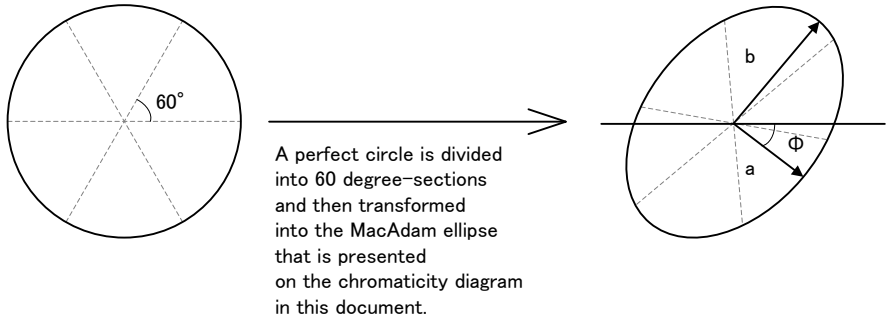 60°
A perfect circle is divided
into 60 degree-sections
and then transformed
into the MacAdam ellipse
that is presented
on the chromaticity diagram
in this document.
b
Φ
a